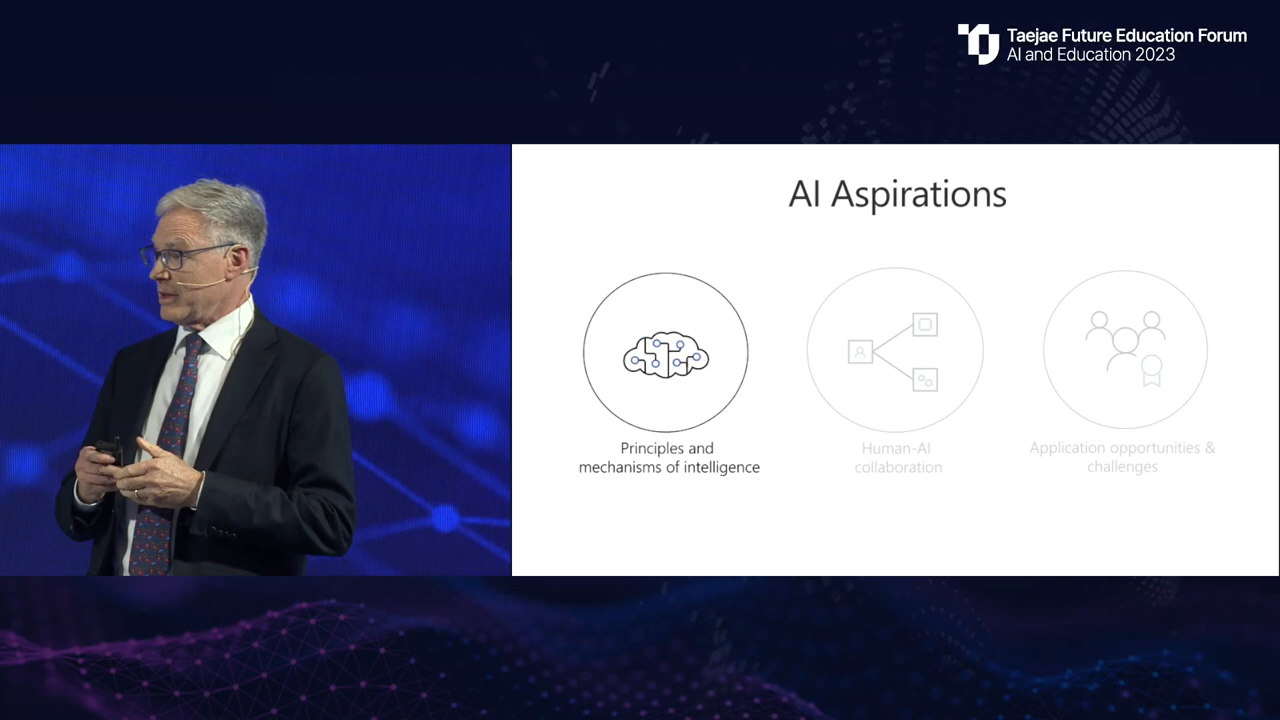 Taejae Future Education Forum
AI and Education 2023
AI Aspirations
Principles and
mechanisms of intelligence
Human-AI
collaboration
Application opportunities &
challenges